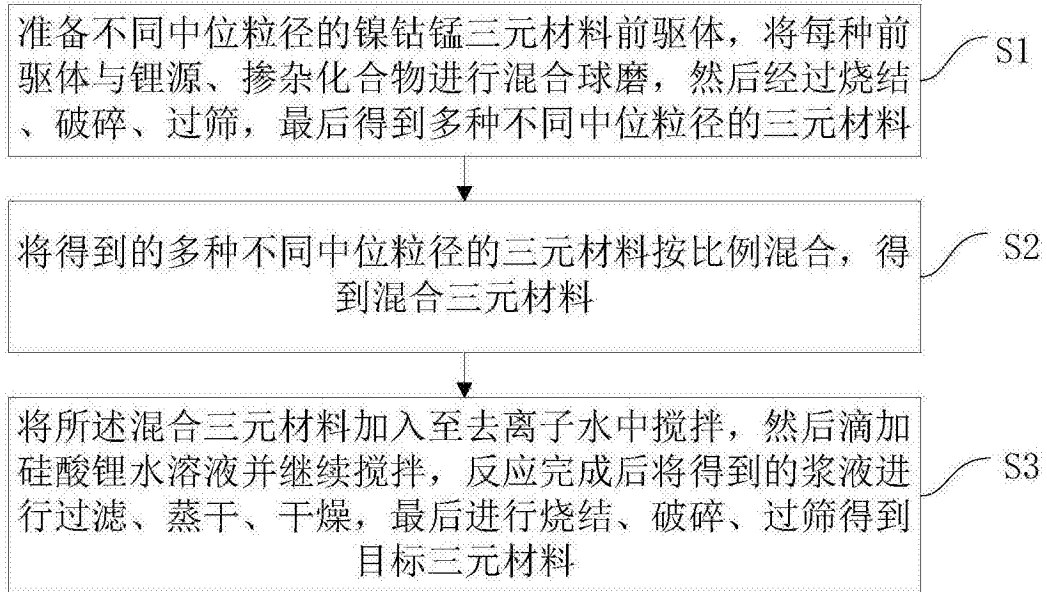 准备不同中位粒径的镍钴锰三元材料前驱体，将每种前
驱体与锂源、掺杂化合物进行混合球磨，然后经过烧结
、破碎、过筛，最后得到多种不同中位粒径的三元材料
S1
将得到的多种不同中位粒径的三元材料按比例混合，得
到混合三元材料
S2
将所述混合三元材料加入至去离子水中搅拌，然后滴加
硅酸锂水溶液并继续搅拌，反应完成后将得到的浆液进
行过滤、蒸干、干燥，最后进行烧结、破碎、过筛得到
目标三元材料
S3